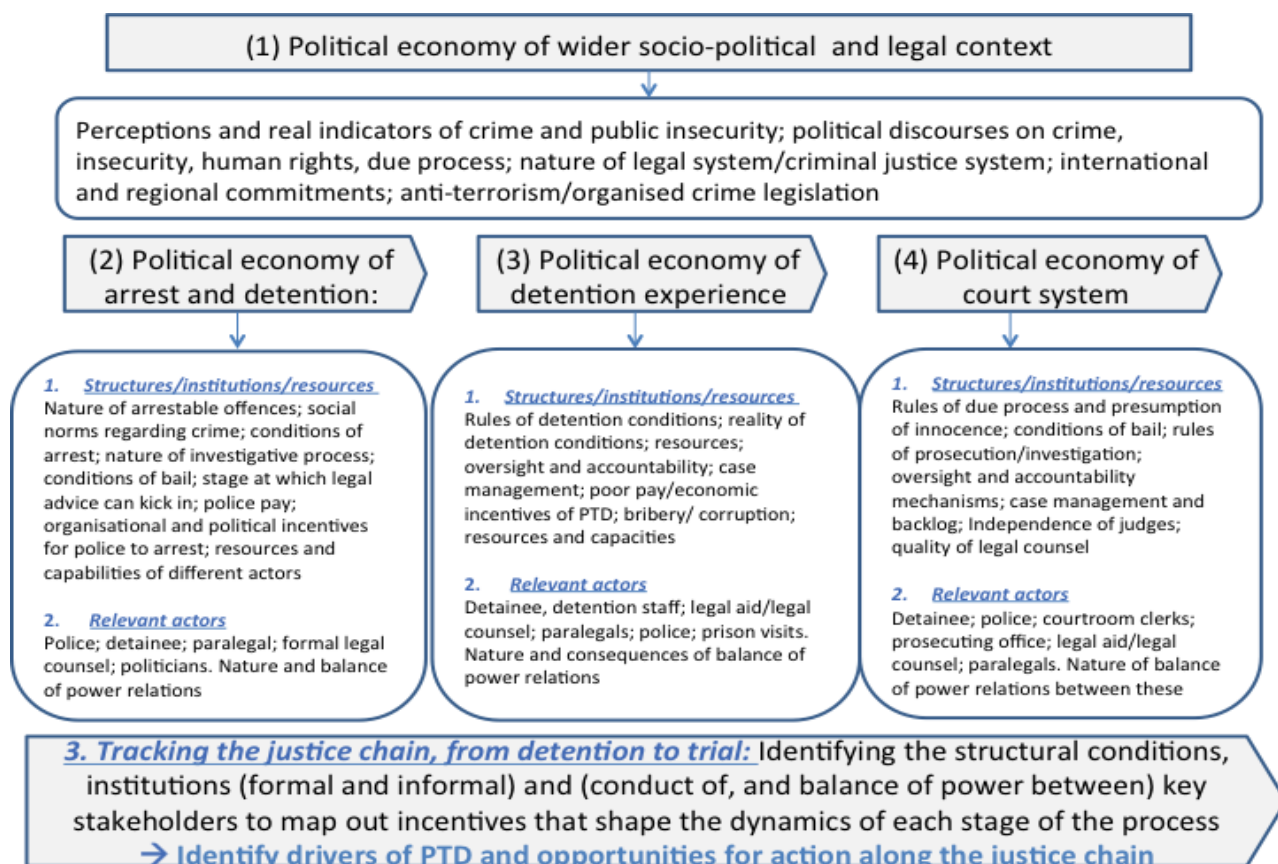 (1) Political economy of wider socio-political and legal context
Perceptions and real indicators of crime and public insecurity; political discourses on crime,
insecurity, human rights, due process; nature of legal system/criminal justice system; international
and regional commitments; anti-terrorism/organised crime legislation
(2) Political economy of
arrest and detention:
1. Structures/institutions/resources
Nature of arrestable offences; social
norms regarding crime; conditions of
arrest; nature of investigative process;
conditions of bail; stage at which legal
advice can kick in; police pay;
organisational and political incentives
for police to arrest; resources and
capabilities of different actors
2. Relevant actors
Police; detainee; paralegal; formal legal
counsel; politicians. Nature and balance
of power relations
(3) Political economy of
detention experience
1. Structures/institutions/resources
Rules of detention conditions; reality of
detention conditions; resources;
oversight and accountability; case
management; poor pay/economic
incentives of PTD; bribery/ corruption;
resources and capacities
2. Relevant actors
Detainee, detention staff; legal aid/legal
counsel; paralegals; police; prison visits.
Nature and consequences of balance of
power relations
(4) Political economy of
court system
1. Structures/institutions/resources
Rules of due process and presumption
of innocence; conditions of bail; rules
of prosecution/investigation;
oversight and accountability
mechanisms; case management and
backlog; Independence of judges;
quality of legal counsel
2. Relevant actors
Detainee; police; courtroom clerks;
prosecuting office; legal aid/legal
counsel; paralegals. Nature of balance
of power relations between these
3. Tracking the justice chain, from detention to trial: Identifying the structural conditions,
institutions (formal and informal) and (conduct of, and balance of power between) key
stakeholders to map out incentives that shape the dynamics of each stage of the process
→ Identify drivers of PTD and opportunities for action along the justice chain